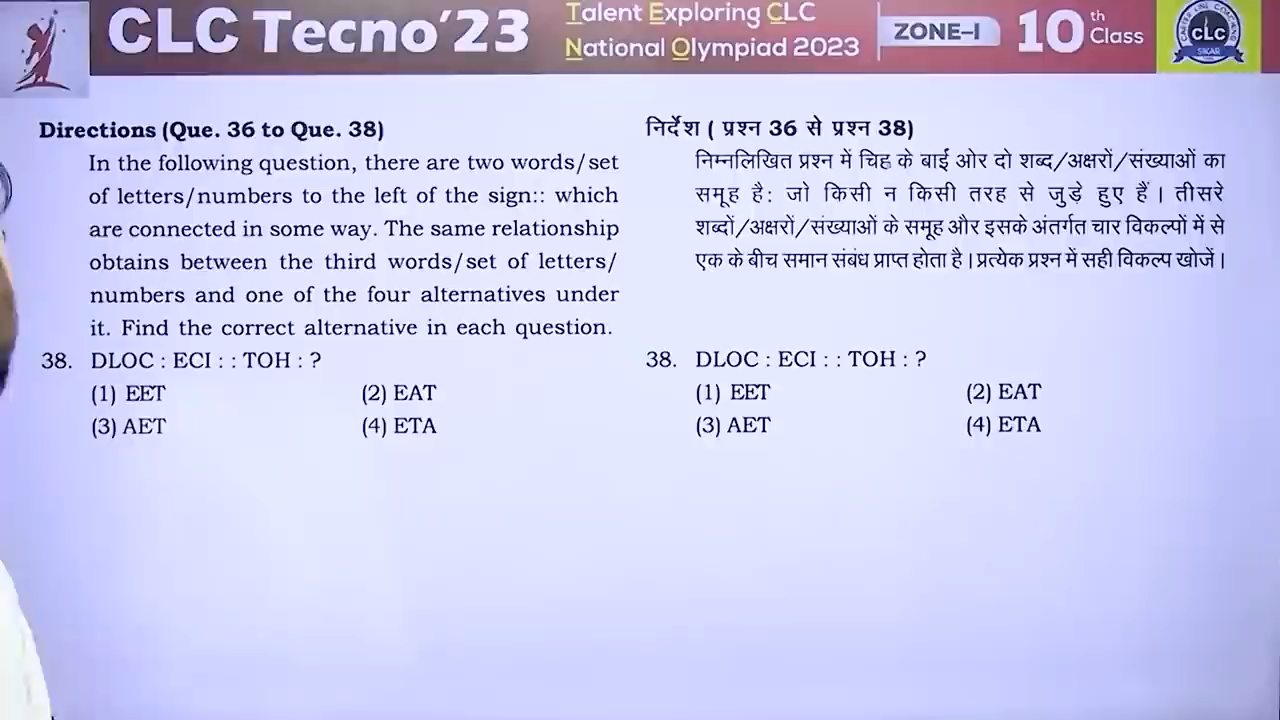 CLC Tecno'23
Talent Exploring CLC
National Olympiad 2023
ZONE–I
10th Class
CAREER LINE COACHING
CLC
SIKAR
Directions (Que. 36 to Que. 38)
In the following question, there are two words/set
of letters/numbers to the left of the sign:: which
are connected in some way. The same relationship
obtains between the third words/set of letters/
numbers and one of the four alternatives under
it. Find the correct alternative in each question.
38. DLOC : ECI : : TOH : ?
(1) EET (2) EAT
(3) AET (4) ETA
निर्देश ( प्रश्न 36 से प्रश्न 38)
निम्नलिखित प्रश्न में चिह के बाईं ओर दो शब्द/अक्षरों/संख्याओं का
समूह है: जो किसी न किसी तरह से जुड़े हुए हैं। तीसरे
शब्दों/अक्षरों/संख्याओं के समूह और इसके अंतर्गत चार विकल्पों में से
एक के बीच समान संबंध प्राप्त होता है। प्रत्येक प्रश्न में सही विकल्प खोजें।
38. DLOC : ECI : : TOH : ?
(1) EET (2) EAT
(3) AET (4) ETA